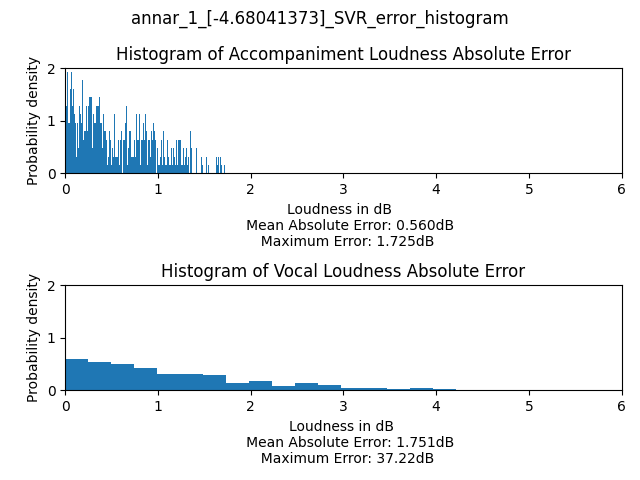 annar_1_[-4.68041373]_SVR_error_histogram
Histogram of Accompaniment Loudness Absolute Error
Probability density
2
1
0
0 1 2 3 4 5 6
Loudness in dB
Mean Absolute Error: 0.560dB
Maximum Error: 1.725dB
Histogram of Vocal Loudness Absolute Error
Probability density
2
1
0
0 1 2 3 4 5 6
Loudness in dB
Mean Absolute Error: 1.751dB
Maximum Error: 37.22dB